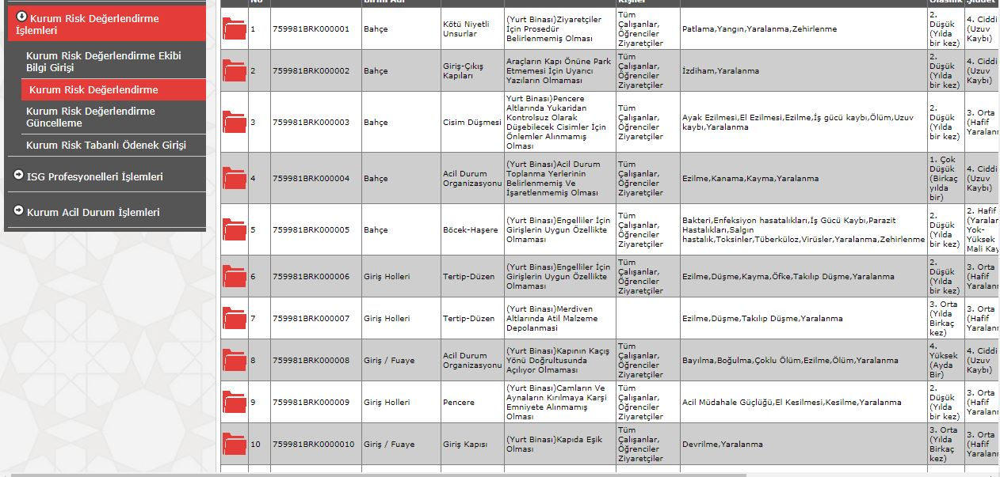 Kurum Risk Değerlendirme
İşlemleri
Kurum Risk Değerlendirme Ekibi
Bilgi Girişi
Kurum Risk Değerlendirme
Kurum Risk Değerlendirme
Güncelleme
Kurum Risk Tabanlı Ödenek Girişi
ISG Profesyonelleri İşlemleri
Kurum Acil Durum İşlemleri
No
Birim Adı
Kişiler
Olasılık
Şiddet
1
759981BRK000001
Bahçe
Kötü Niyetli
Unsurlar
(Yurt Binası)Ziyaretçiler
İçin Prosedür
Belirlenmemiş Olması
Tüm
Çalışanlar,
Öğrenciler
Ziyaretçiler
Patlama,Yangın,Yaralanma,Zehirlenme
2.
Düşük
(Yılda
bir kez)
4. Ciddi
(Uzuv
Kaybı)
2
759981BRK000002
Bahçe
Giriş-Çıkış
Kapıları
Araçların Kapı Önüne Park
Etmemesi İçin Uyarıcı
Yazıların Olmaması
Tüm
Çalışanlar,
Öğrenciler
Ziyaretçiler
İzdiham,Yaralanma
2.
Düşük
(Yılda
bir kez)
4. Ciddi
(Uzuv
Kaybı)
3
759981BRK000003
Bahçe
Cisim Düşmesi
Yurt Binası)Pencere
Altlarında Yukaridan
Kontrolsuz Olarak
Düşebilecek Cisimler İçin
Önlemler Alınmamış
Olması
Tüm
Çalışanlar,
Öğrenciler
Ziyaretçiler
Ayak Ezilmesi,El Ezilmesi,Ezilme,İş gücü kaybı,Ölüm,Uzuv
kaybı,Yaralanma
2.
Düşük
(Yılda
bir kez)
3. Orta
(Hafif
Yaralanm
4
759981BRK000004
Bahçe
Acil Durum
Organizasyonu
(Yurt Binası)Acil Durum
Toplanma Yerlerinin
Belirlenmemiş Ve
İşaretlenmemiş Olması
Tüm
Çalışanlar,
Öğrenciler
Ziyaretçiler
Ezilme,Kanama,Kayma,Yaralanma
1. Çok
Düşük
(Birkaç
yılda
bir)
4. Ciddi
(Uzuv
Kaybı)
5
759981BRK000005
Bahçe
Böcek-Haşere
(Yurt Binası)Engelliler İçin
Girişlerin Uygun Özellikte
Olmaması
Tüm
Çalışanlar,
Öğrenciler
Ziyaretçiler
Bakteri,Enfeksiyon hasatalıkları,İş Gücü Kaybı,Parazit
Hastalıkları,Salgın
hastalık,Toksinler,Tüberküloz,Virüsler,Yaralanma,Zehirlenme
2.
Düşük
(Yılda
bir kez)
2. Hafif
(Yaralan
Yok-
Yüksek
Mali Kay
6
759981BRK000006
Giriş Holleri
Tertip-Düzen
(Yurt Binası)Engelliler İçin
Girişlerin Uygun Özellikte
Olmaması
Tüm
Çalışanlar,
Öğrenciler
Ziyaretçiler
Ezilme,Düşme,Kayma,Öfke,Takılıp Düşme,Yaralanma
2.
Düşük
(Yılda
bir kez)
3. Orta
(Hafif
Yaralanm
7
759981BRK000007
Giriş Holleri
Tertip-Düzen
(Yurt Binası)Merdiven
Altlarında Atil Malzeme
Depolanmasi
Ezilme,Düşme,Takılıp Düşme,Yaralanma
3. Orta
(Yılda
Birkaç
kez)
3. Orta
(Hafif
Yaralanm
8
759981BRK000008
Giriş / Fuaye
Acil Durum
Organizasyonu
(Yurt Binası)Kapının Kaçış
Yönü Doğrultusunda
Açılıyor Olmaması
Tüm
Çalışanlar,
Öğrenciler
Ziyaretçiler
Bayılma,Boğulma,Çoklu Ölüm,Ezilme,Ölüm,Yaralanma
4.
Yüksek
(Ayda
Bir)
4. Ciddi
(Uzuv
Kaybı)
9
759981BRK000009
Giriş Holleri
Pencere
(Yurt Binası)Camların Ve
Aynaların Kırılmaya Karşi
Emniyete Alınmamış
Olması
Tüm
Çalışanlar,
Öğrenciler
Ziyaretçiler
Acil Müdahale Güçlüğü,El Kesilmesi,Kesilme,Yaralanma
2.
Düşük
(Yılda
bir kez)
3. Orta
(Hafif
Yaralanm
10
759981BRK0000010
Giriş / Fuaye
Giriş Kapısı
(Yurt Binası)Kapıda Eşik
Olması
Tüm
Çalışanlar,
Öğrenciler
Ziyaretçiler
Devrilme,Yaralanma
3. Orta
(Yılda
Birkaç
kez)
3. Orta
(Hafif
Yaralanm